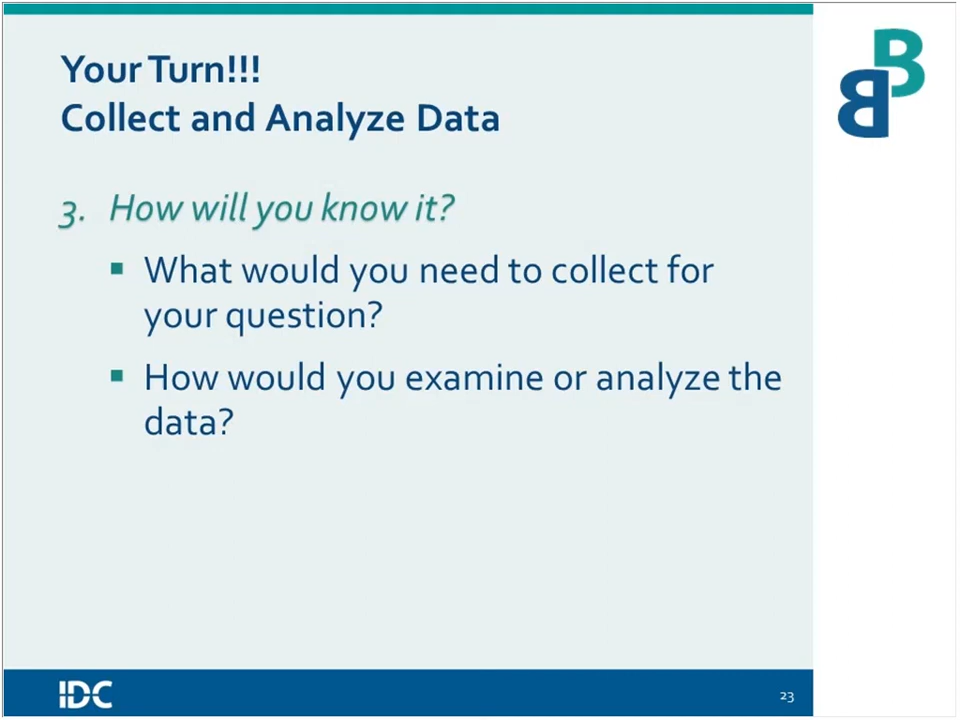 Your Turn!!!
Collect and Analyze Data
3. How will you know it?
▪ What would you need to collect for
your question?
▪ How would you examine or analyze the
data?
B
B
IDC
23